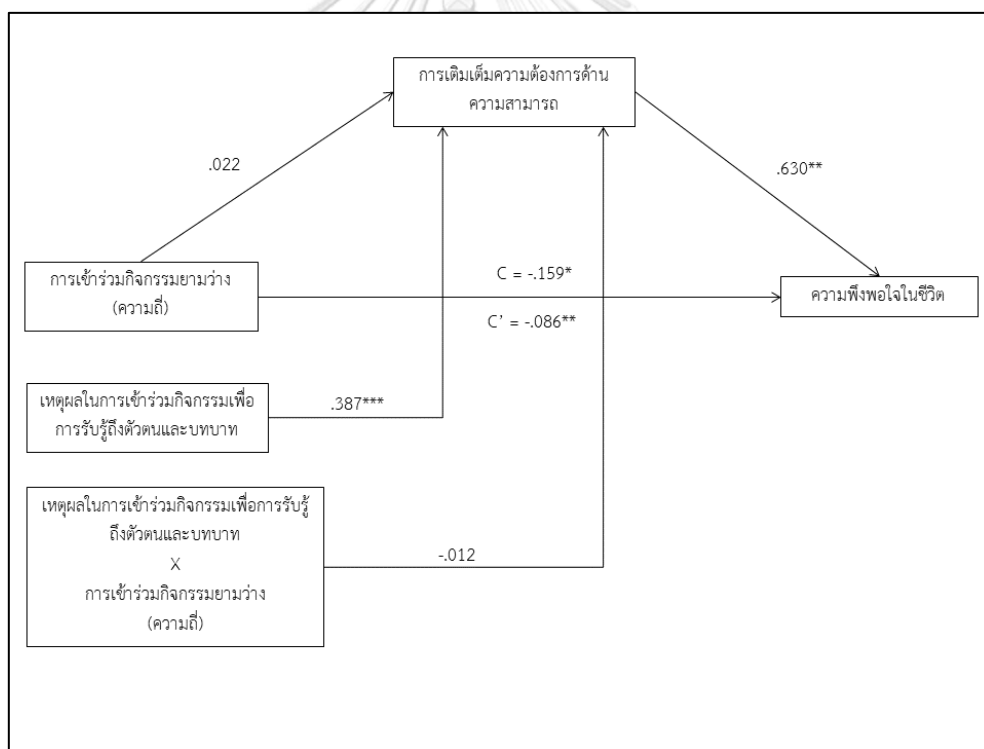 การเติมเต็มความต้องการด้าน
ความสามารถ
.022
.630**
การเข้าร่วมกิจกรรมยามว่าง
(ความถี่)
C = -.159*
C’ = -.086**
ความพึงพอใจในชีวิต
เหตุผลในการเข้าร่วมกิจกรรมเพื่อ
การรับรู้ถึงตัวตนและบทบาท
.387***
เหตุผลในการเข้าร่วมกิจกรรมเพื่อการรับรู้
ถึงตัวตนและบทบาท
X
การเข้าร่วมกิจกรรมยามว่าง
(ความถี่)
-.012